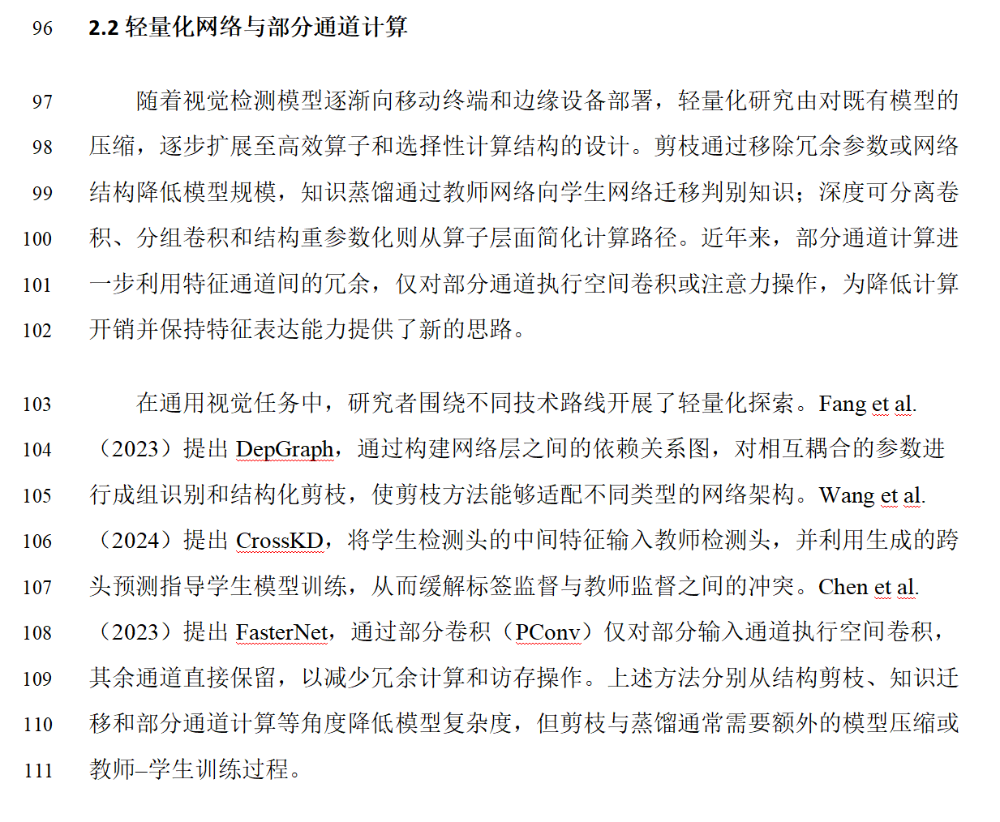 96 2.2 轻量化网络与部分通道计算
97 随着视觉检测模型逐渐向移动终端和边缘设备部署，轻量化研究由对既有模型的
98 压缩，逐步扩展至高效算子和选择性计算结构的设计。剪枝通过移除冗余参数或网络
99 结构降低模型规模，知识蒸馏通过教师网络向学生网络迁移判别知识；深度可分离卷
100 积、分组卷积和结构重参数化则从算子层面简化计算路径。近年来，部分通道计算进
101 一步利用特征通道间的冗余，仅对部分通道执行空间卷积或注意力操作，为降低计算
102 开销并保持特征表达能力提供了新的思路。
103 在通用视觉任务中，研究者围绕不同技术路线开展了轻量化探索。Fang et al.
104 （2023）提出 DepGraph，通过构建网络层之间的依赖关系图，对相互耦合的参数进
105 行成组识别和结构化剪枝，使剪枝方法能够适配不同类型的网络架构。Wang et al.
106 （2024）提出 CrossKD，将学生检测头的中间特征输入教师检测头，并利用生成的跨
107 头预测指导学生模型训练，从而缓解标签监督与教师监督之间的冲突。Chen et al.
108 （2023）提出 FasterNet，通过部分卷积（PConv）仅对部分输入通道执行空间卷积，
109 其余通道直接保留，以减少冗余计算和访存操作。上述方法分别从结构剪枝、知识迁
110 移和部分通道计算等角度降低模型复杂度，但剪枝与蒸馏通常需要额外的模型压缩或
111 教师–学生训练过程。